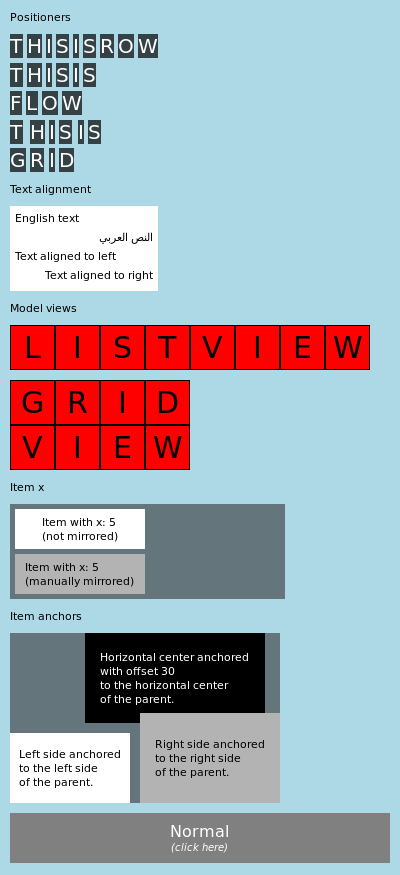 Positioners
THISISROW
THISIS
FLOW
THISIS
GRID
Text alignment
English text
النص العربي
Text aligned to left
Text aligned to right
Model views
LISTVIEW
GRID
VIEW
Item x
Item with x: 5
(not mirrored)
Item with x: 5
(manually mirrored)
Item anchors
Horizontal center anchored
with offset 30
to the horizontal center
of the parent.
Left side anchored
to the left side
of the parent.
Right side anchored
to the right side
of the parent.
Normal
(click here)